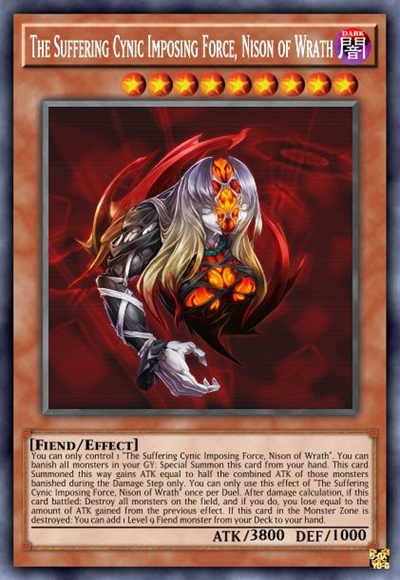 The Suffering Cynic Imposing Force, Nison of Wrath
DARK
闇
[Fiend/Effect]
You can only control 1 "The Suffering Cynic Imposing Force, Nison of Wrath". You can
banish all monsters in your GY: Special Summon this card from your hand. This card
Summoned this way gains ATK equal to half the combined ATK of those monsters
banished during the Damage Step only. You can only use this effect of "The Suffering
Cynic Imposing Force, Nison of Wrath" once per Duel. After damage calculation, if this
card battled: Destroy all monsters on the field, and if you do, you lose equal to the
amount of ATK gained from the previous effect. If this card in the Monster Zone is
destroyed: You can add 1 Level 9 Fiend monster from your Deck to your hand.
ATK/3800 DEF/1000